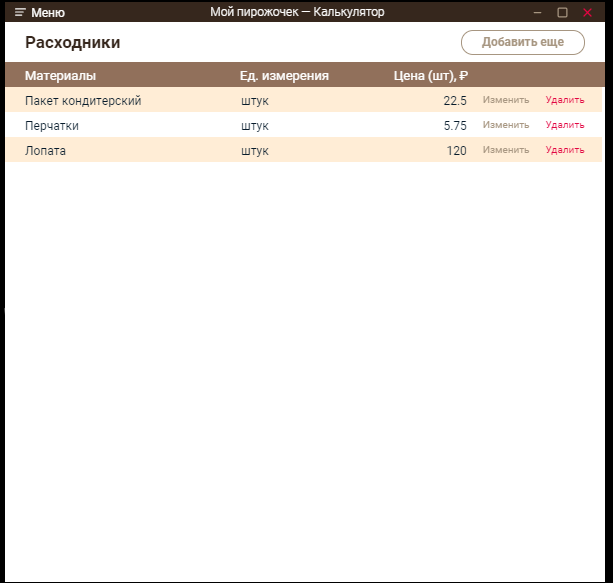 Меню Мой пирожочек — Калькулятор
Расходники Добавить еще
Материалы Ед. измерения Цена (шт), ₽
Пакет кондитерский штук 22.5 Изменить Удалить
Перчатки штук 5.75 Изменить Удалить
Лопата штук 120 Изменить Удалить